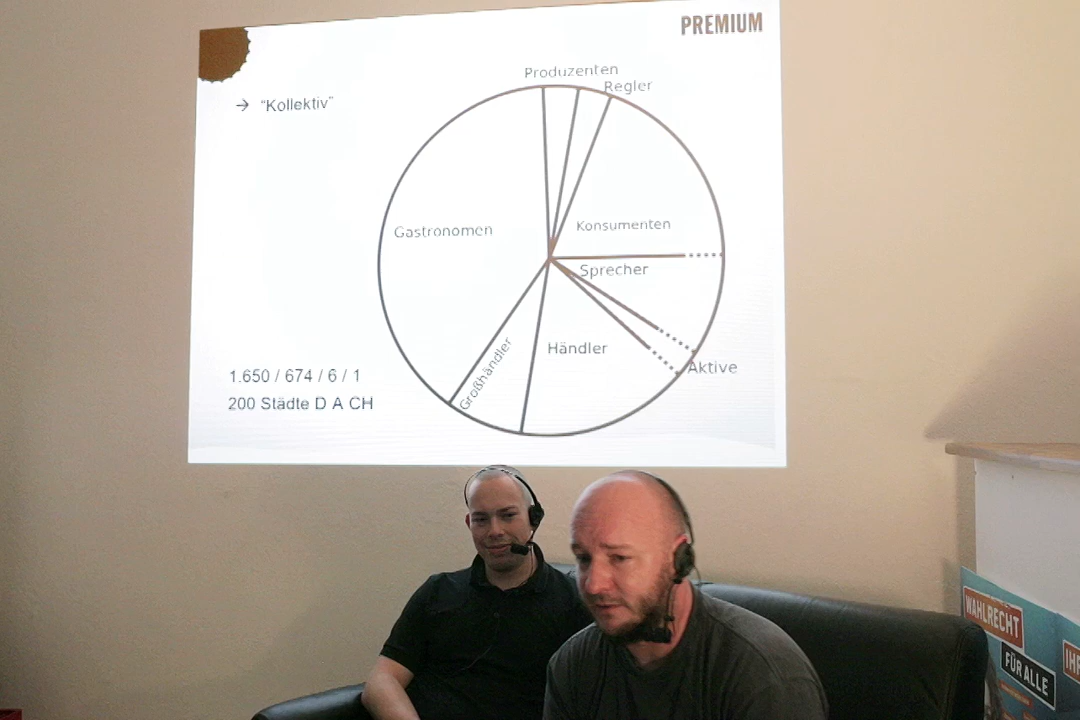 PREMIUM
→ “Kollektiv”
Produzenten
Regler
Gastronomen
Konsumenten
Sprecher
Großhändler
Händler
Aktive
1.650 / 674 / 6 / 1
200 Städte D A CH
WAHLRECHT
FÜR ALLE